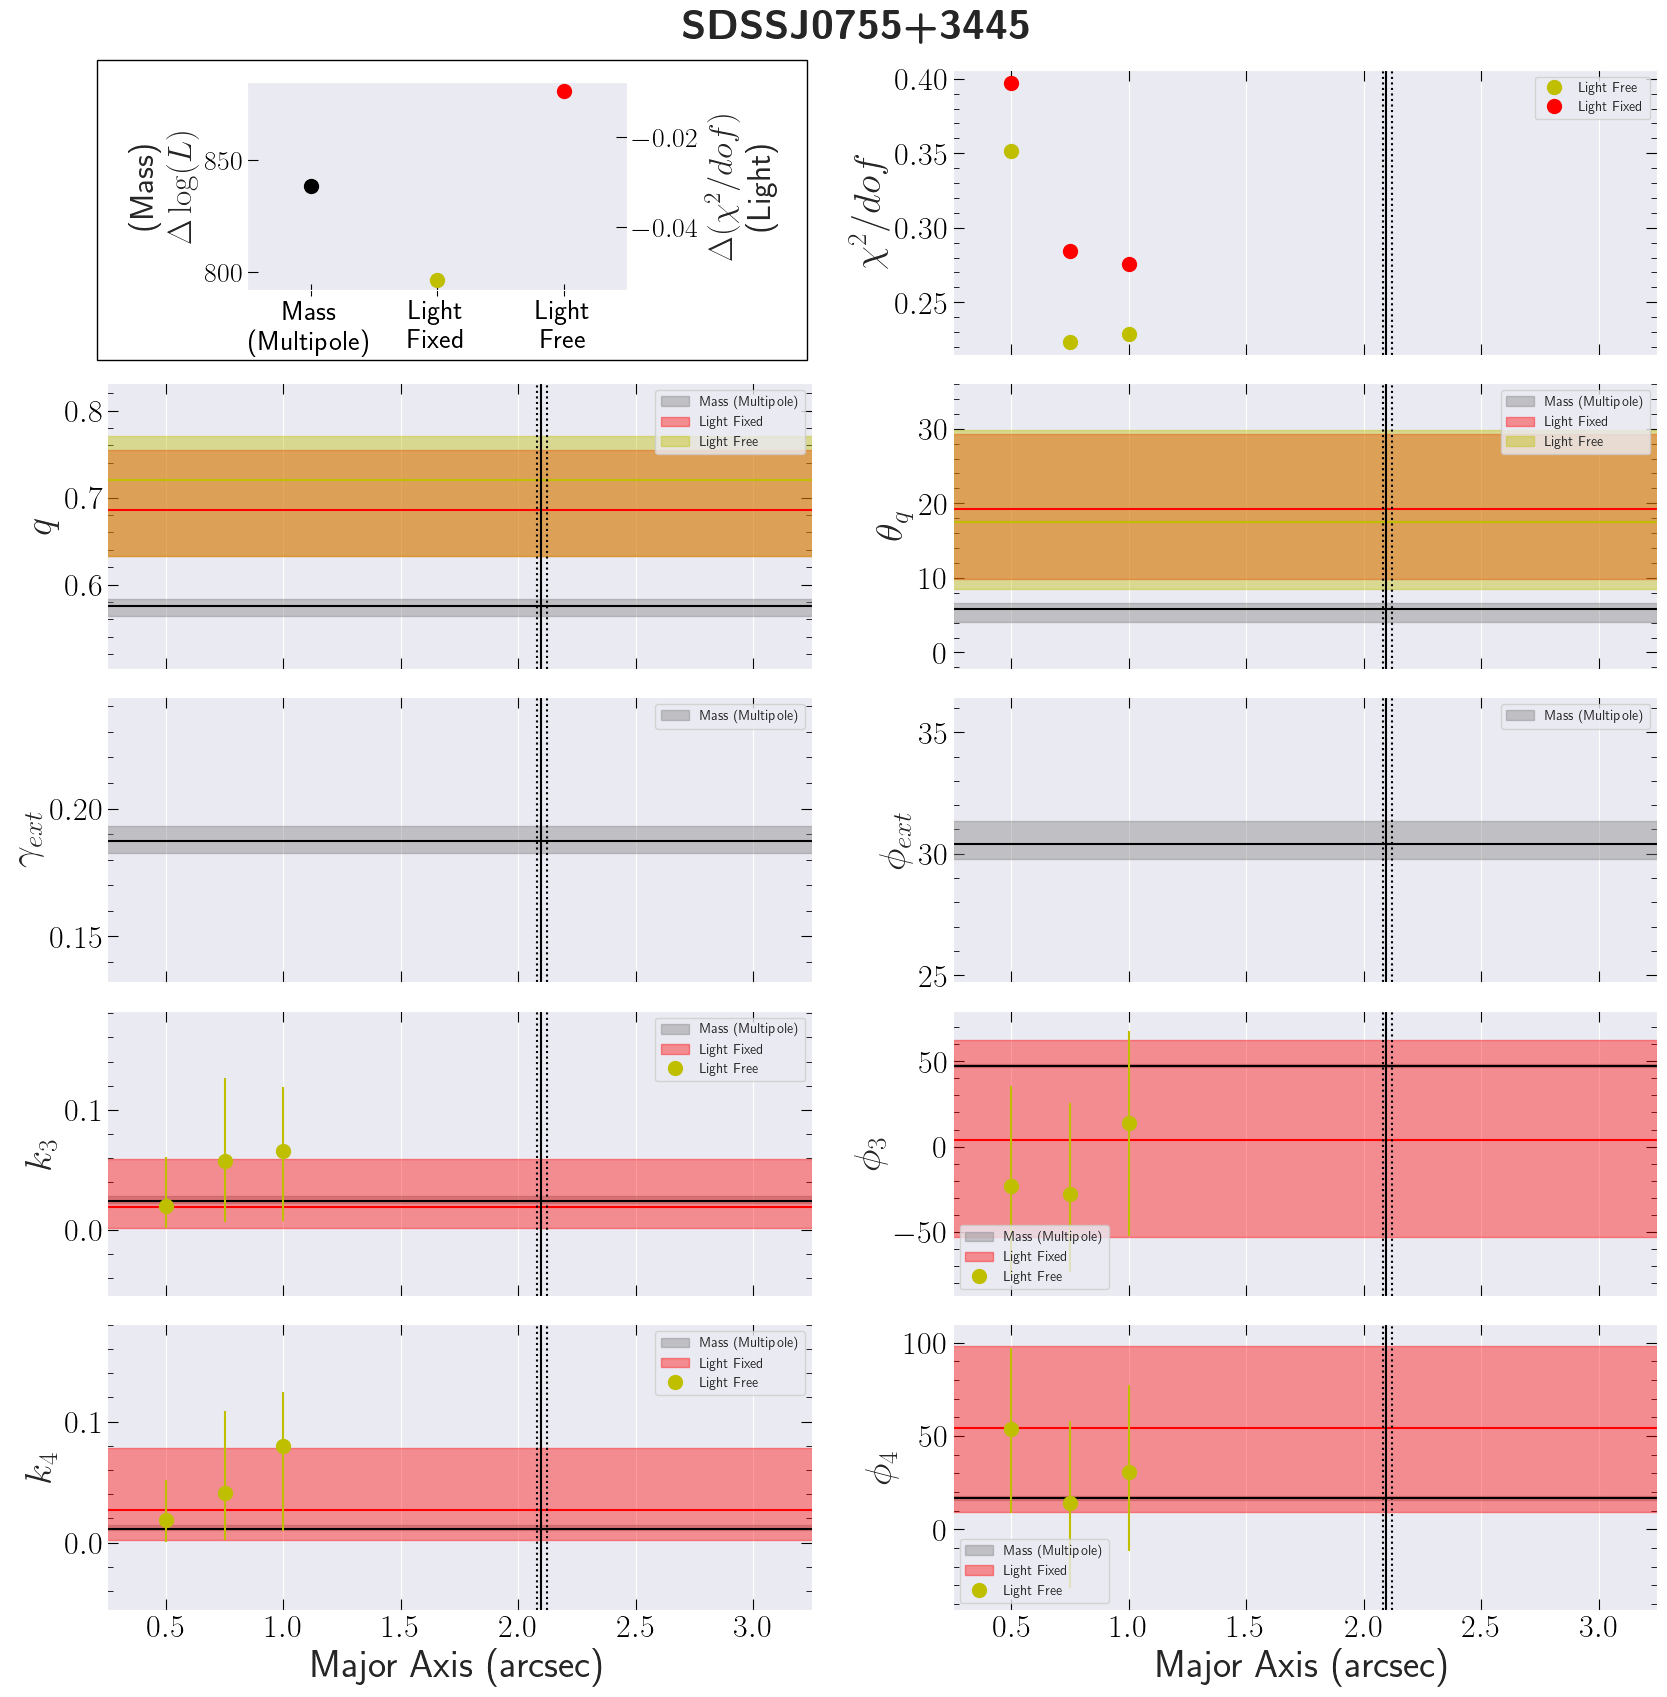 SDSSJ0755+3445
(Mass)
Δ log(L)
850
800
−0.02
−0.04
Δ(χ²/dof)
(Light)
Mass
(Multipole)
Light
Fixed
Light
Free
χ²/dof
0.40
0.35
0.30
0.25
Light Free
Light Fixed
q
0.8
0.7
0.6
Mass (Multipole)
Light Fixed
Light Free
θ_q
30
20
10
0
Mass (Multipole)
Light Fixed
Light Free
γ_ext
0.20
0.15
Mass (Multipole)
ϕ_ext
35
30
25
Mass (Multipole)
k₃
0.1
0.0
Mass (Multipole)
Light Fixed
Light Free
ϕ₃
50
0
−50
Mass (Multipole)
Light Fixed
Light Free
k₄
0.1
0.0
Mass (Multipole)
Light Fixed
Light Free
0.5 1.0 1.5 2.0 2.5 3.0
Major Axis (arcsec)
ϕ₄
100
50
0
Mass (Multipole)
Light Fixed
Light Free
0.5 1.0 1.5 2.0 2.5 3.0
Major Axis (arcsec)